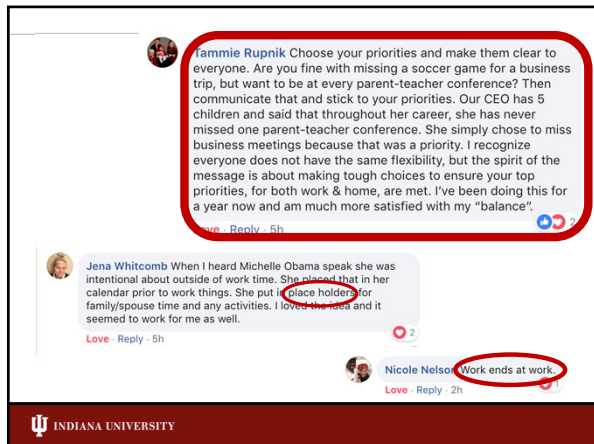 Tammie Rupnik Choose your priorities and make them clear to
everyone. Are you fine with missing a soccer game for a business
trip, but want to be at every parent-teacher conference? Then
communicate that and stick to your priorities. Our CEO has 5
children and said that throughout her career, she has never
missed one parent-teacher conference. She simply chose to miss
business meetings because that was a priority. I recognize
everyone does not have the same flexibility, but the spirit of the
message is about making tough choices to ensure your top
priorities, for both work & home, are met. I've been doing this for
a year now and am much more satisfied with my “balance”.
Love · Reply · 5h
2
Jena Whitcomb When I heard Michelle Obama speak she was
intentional about outside of work time. She placed that in her
calendar prior to work things. She put in place holders for
family/spouse time and any activities. I loved the idea and it
seemed to work for me as well.
2
Love · Reply · 5h
Nicole Nelson Work ends at work.
1
Love · Reply · 2h
INDIANA UNIVERSITY